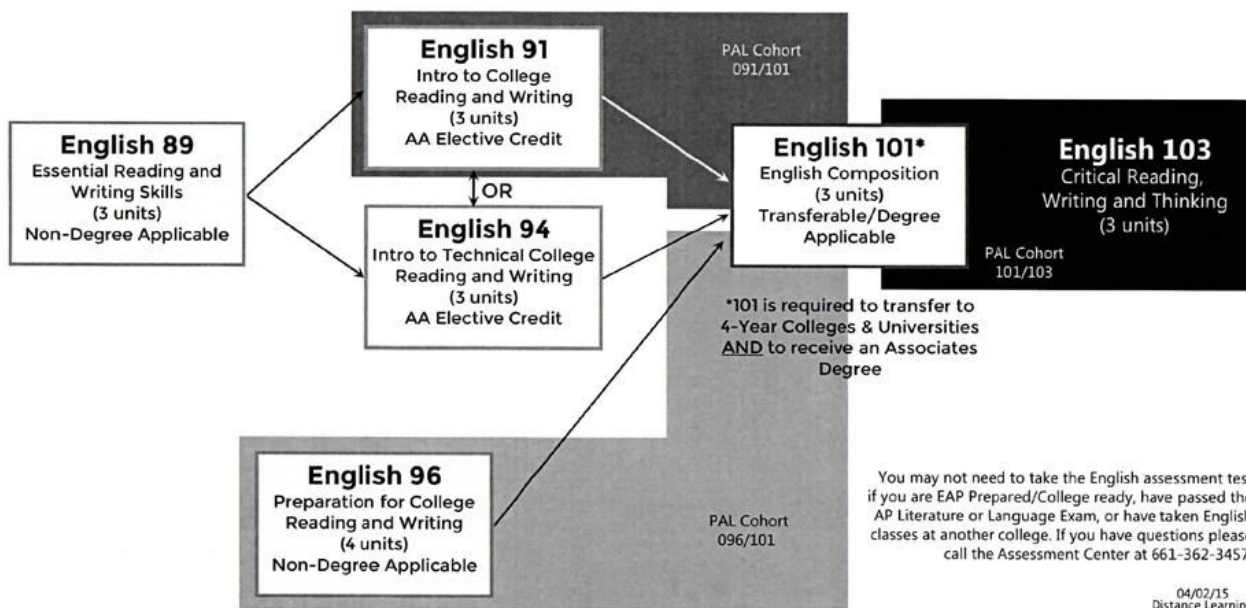 English 89
Essential Reading and
Writing Skills
(3 units)
Non-Degree Applicable
English 91
Intro to College
Reading and Writing
(3 units)
AA Elective Credit
OR
English 94
Intro to Technical College
Reading and Writing
(3 units)
AA Elective Credit
English 96
Preparation for College
Reading and Writing
(4 units)
Non-Degree Applicable
PAL Cohort
091/101
English 101*
English Composition
(3 units)
Transferable/Degree
Applicable
English 103
Critical Reading,
Writing and Thinking
(3 units)
PAL Cohort
101/103
*101 is required to transfer to
4-Year Colleges & Universities
AND to receive an Associates
Degree
PAL Cohort
096/101
You may not need to take the English assessment tes
if you are EAP Prepared/College ready, have passed the
AP Literature or Language Exam, or have taken English
classes at another college. If you have questions please
call the Assessment Center at 661-362-3457
04/02/15
Distance Learnin